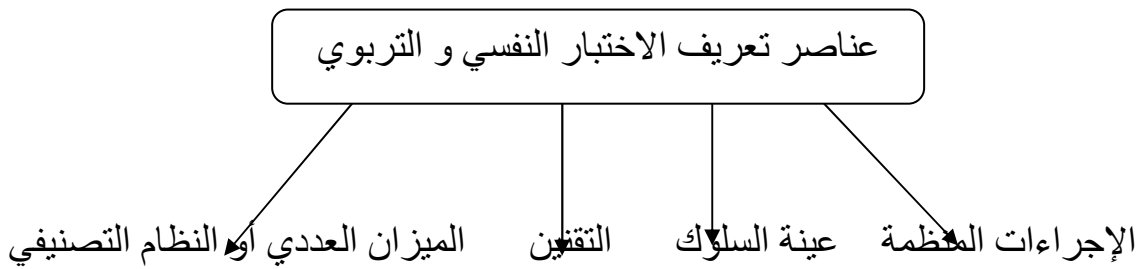 عناصر تعريف الاختبار النفسي و التربوي
الإجراءات المنظمة عينة السلوك التقنين الميزان العددي أو النظام التصنيفي